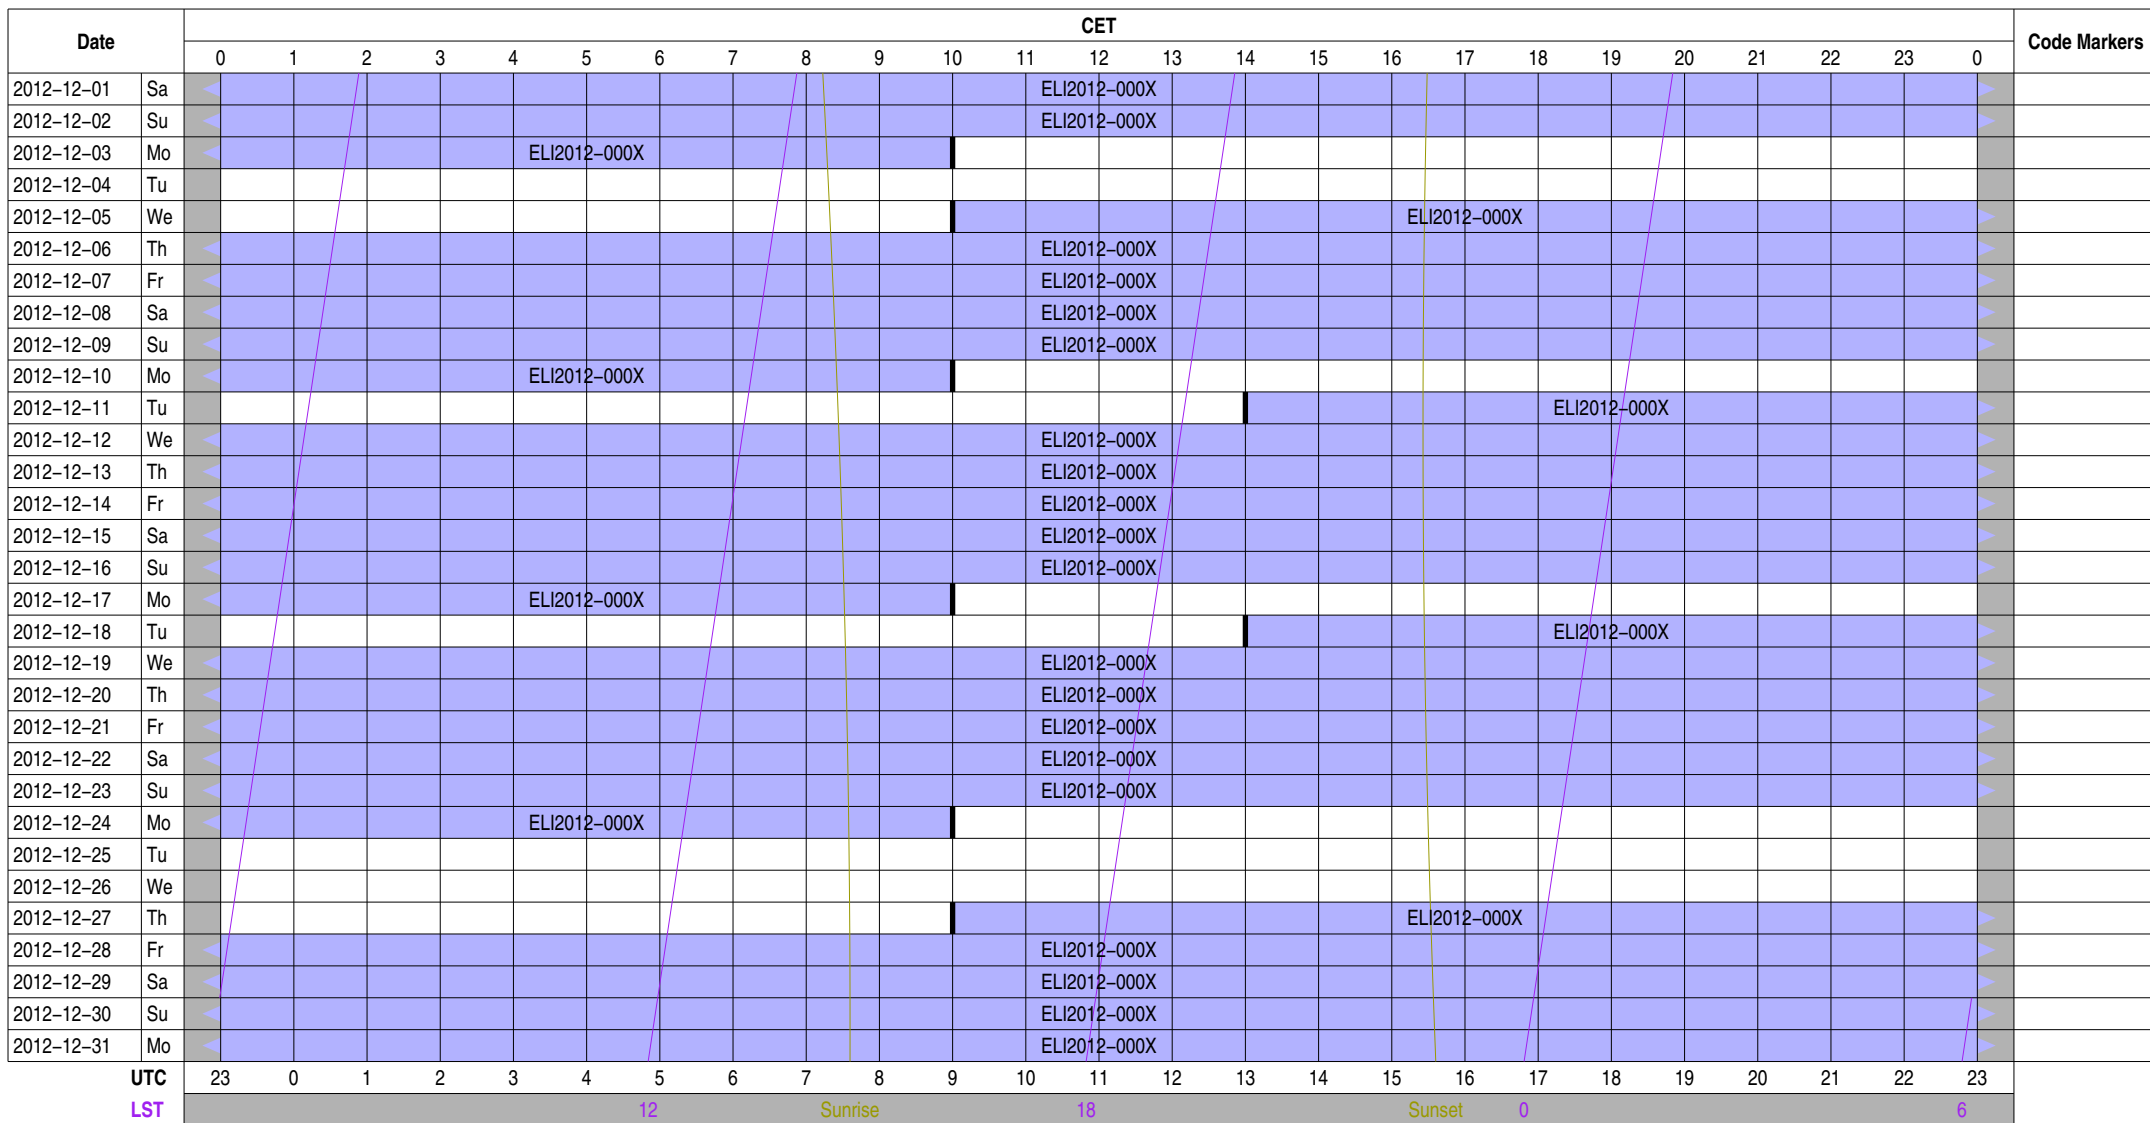 Date CET Code Markers
0 1 2 3 4 5 6 7 8 9 10 11 12 13 14 15 16 17 18 19 20 21 22 23 0
2012–12–01 Sa ELI2012–000X
2012–12–02 Su ELI2012–000X
2012–12–03 Mo ELI2012–000X
2012–12–04 Tu
2012–12–05 We ELI2012–000X
2012–12–06 Th ELI2012–000X
2012–12–07 Fr ELI2012–000X
2012–12–08 Sa ELI2012–000X
2012–12–09 Su ELI2012–000X
2012–12–10 Mo ELI2012–000X
2012–12–11 Tu ELI2012–000X
2012–12–12 We ELI2012–000X
2012–12–13 Th ELI2012–000X
2012–12–14 Fr ELI2012–000X
2012–12–15 Sa ELI2012–000X
2012–12–16 Su ELI2012–000X
2012–12–17 Mo ELI2012–000X
2012–12–18 Tu ELI2012–000X
2012–12–19 We ELI2012–000X
2012–12–20 Th ELI2012–000X
2012–12–21 Fr ELI2012–000X
2012–12–22 Sa ELI2012–000X
2012–12–23 Su ELI2012–000X
2012–12–24 Mo ELI2012–000X
2012–12–25 Tu
2012–12–26 We
2012–12–27 Th ELI2012–000X
2012–12–28 Fr ELI2012–000X
2012–12–29 Sa ELI2012–000X
2012–12–30 Su ELI2012–000X
2012–12–31 Mo ELI2012–000X
UTC 23 0 1 2 3 4 5 6 7 8 9 10 11 12 13 14 15 16 17 18 19 20 21 22 23
LST 12 Sunrise 18 Sunset 0 6